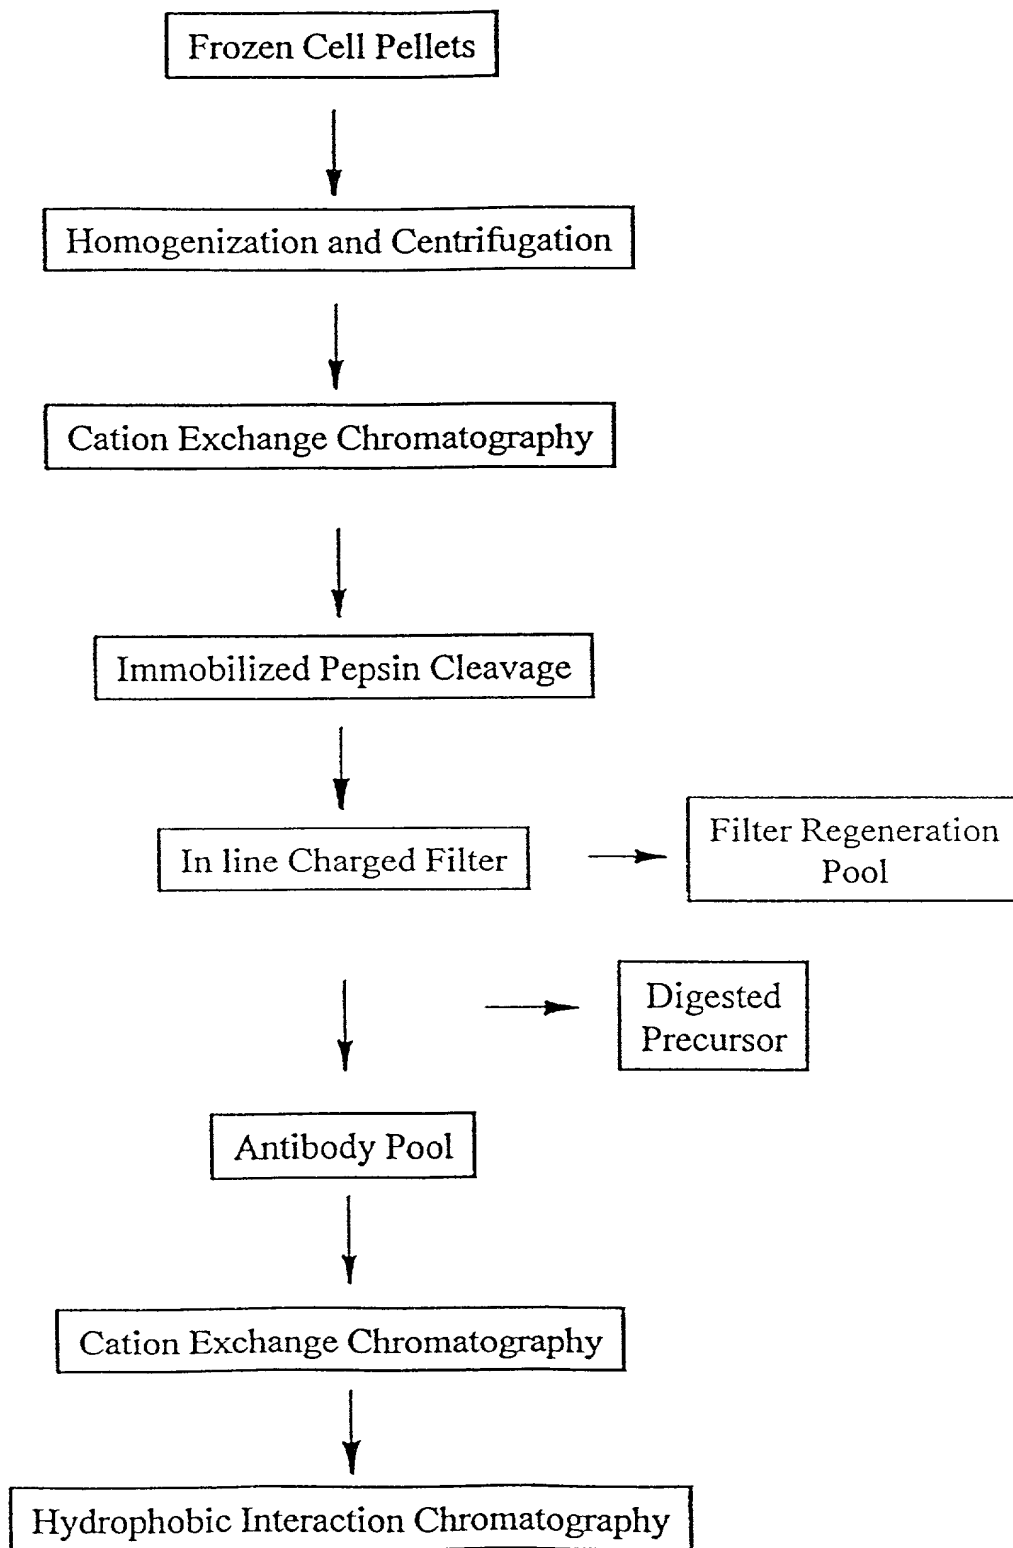 Frozen Cell Pellets
Homogenization and Centrifugation
Cation Exchange Chromatography
Immobilized Pepsin Cleavage
In line Charged Filter
Filter Regeneration
Pool
Digested
Precursor
Antibody Pool
Cation Exchange Chromatography
Hydrophobic Interaction Chromatography